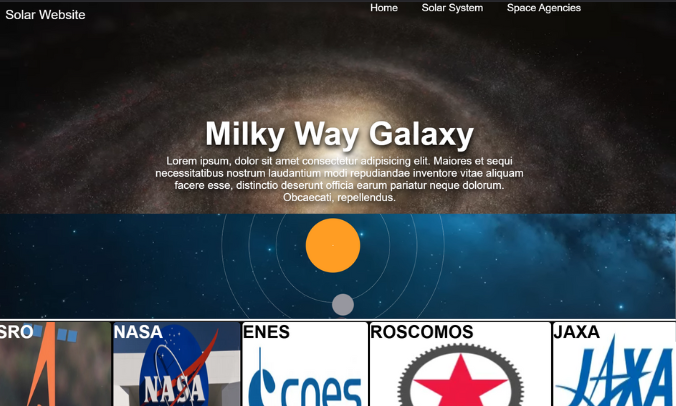 Solar Website
Home Solar System Space Agencies
Milky Way Galaxy
Lorem ipsum, dolor sit amet consectetur adipisicing elit. Maiores et sequi
necessitatibus nostrum laudantium modi repudiandae inventore vitae aliquam
facere esse, distinctio deserunt officia earum pariatur neque dolorum.
Obcaecati, repellendus.
SRO NASA ENES ROSCOMOS JAXA
NASA cnes JAXA